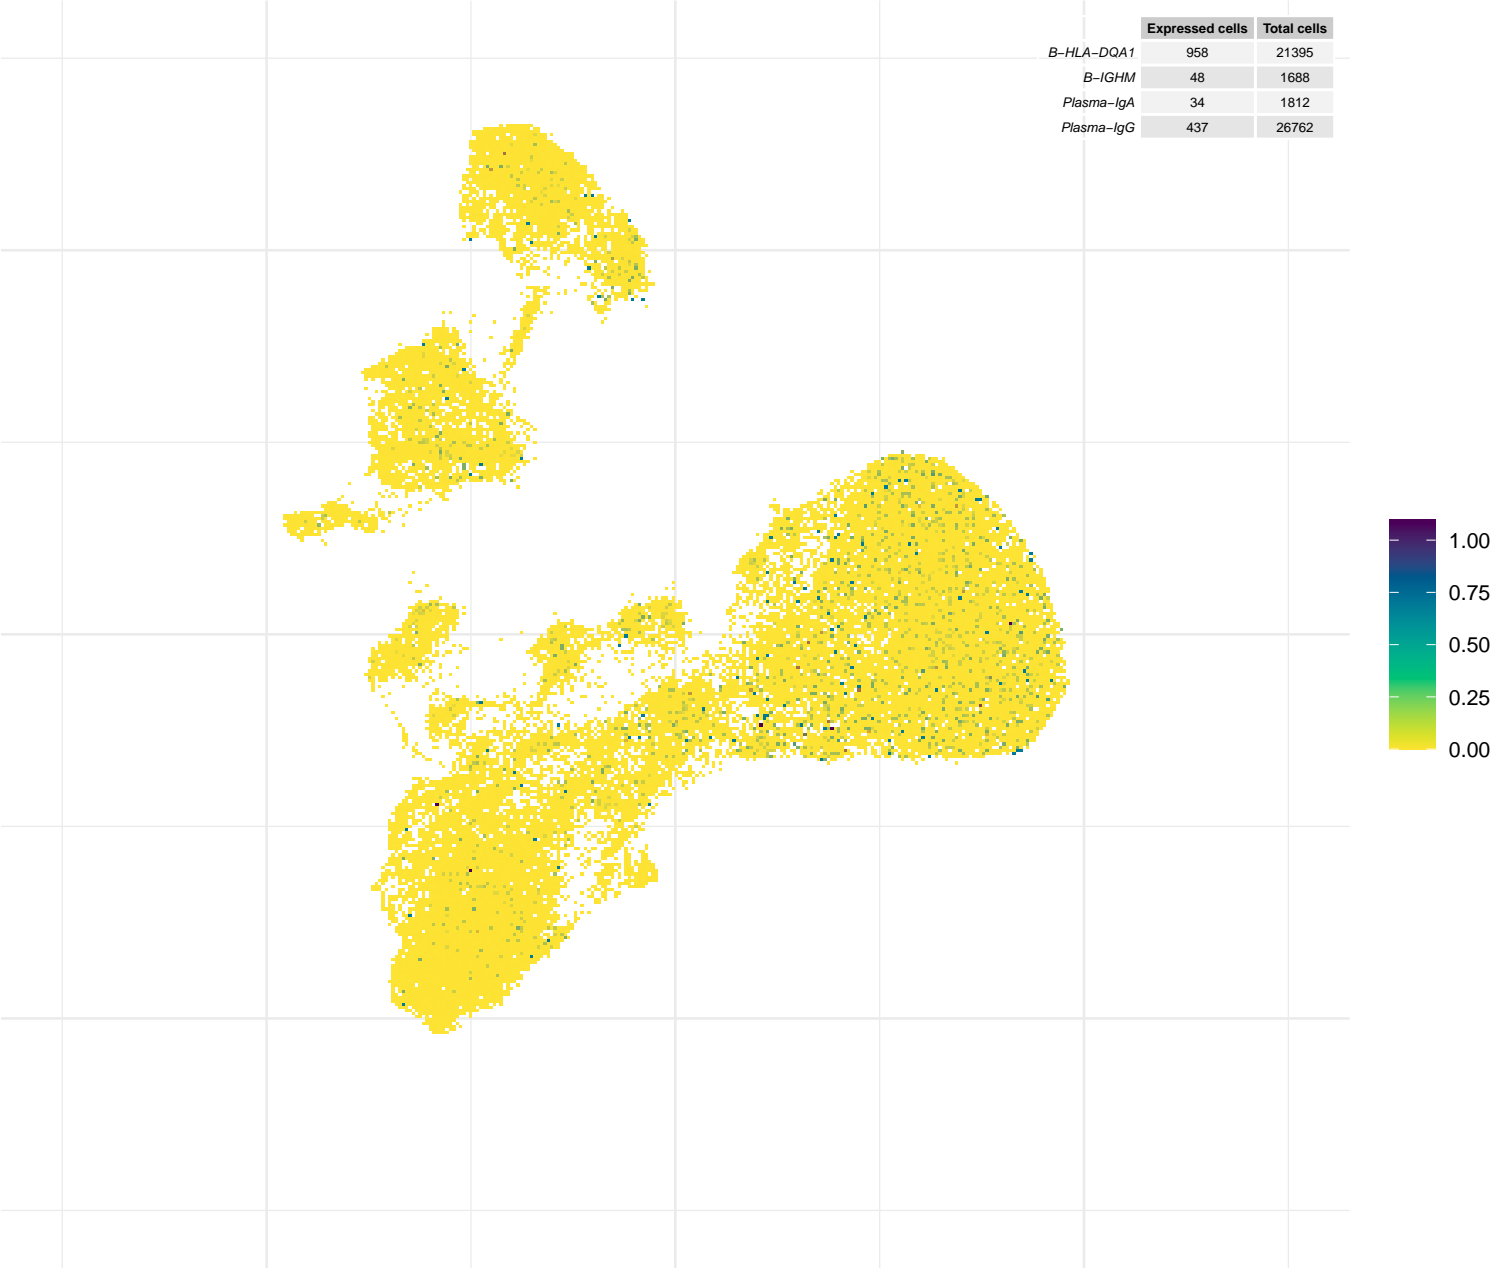 Expressed cells Total cells
B−HLA−DQA1 958 21395
B−IGHM 48 1688
Plasma−IgA 34 1812
Plasma−IgG 437 26762
1.00
0.75
0.50
0.25
0.00